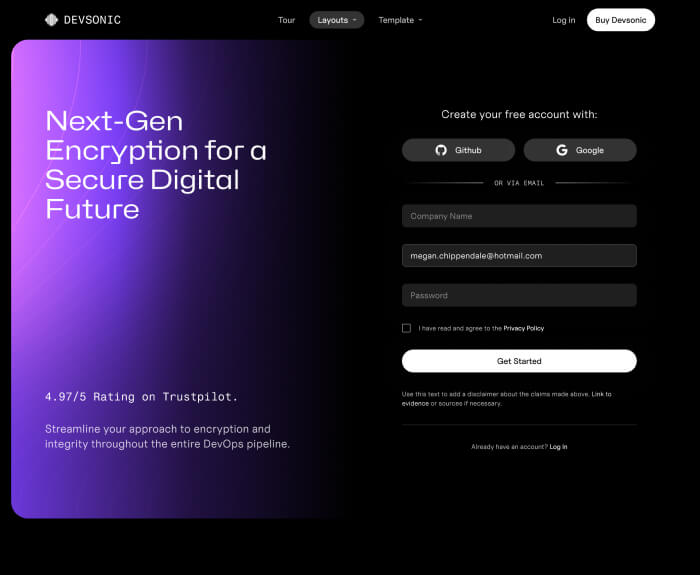 DEVSONIC
Tour
Layouts
Template
Log in
Buy Devsonic
Next-Gen
Encryption for a
Secure Digital
Future
4.97/5 Rating on Trustpilot.
Streamline your approach to encryption and
integrity throughout the entire DevOps pipeline.
Create your free account with:
Github
Google
OR VIA EMAIL
Company Name
megan.chippendale@hotmail.com
Password
I have read and agree to the Privacy Policy
Get Started
Use this text to add a disclaimer about the claims made above. Link to
evidence or sources if necessary.
Already have an account? Log In